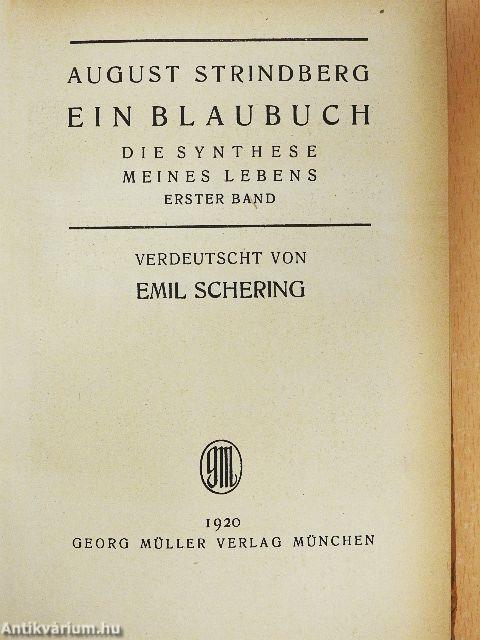 AUGUST STRINDBERG
EIN BLAUBUCH
DIE SYNTHESE
MEINES LEBENS
ERSTER BAND
VERDEUTSCHT VON
EMIL SCHERING
gM
1920
GEORG MÜLLER VERLAG MÜNCHEN
Antikvárium.hu